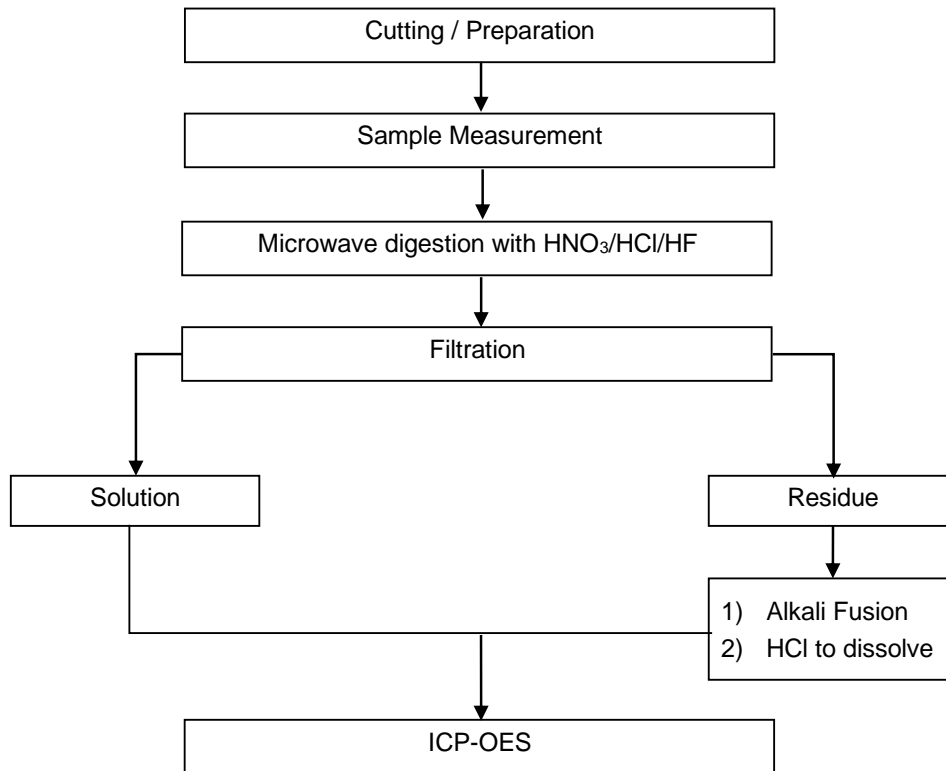 Cutting / Preparation
Sample Measurement
Microwave digestion with HNO₃/HCl/HF
Filtration
Solution
Residue
1) Alkali Fusion
2) HCl to dissolve
ICP-OES